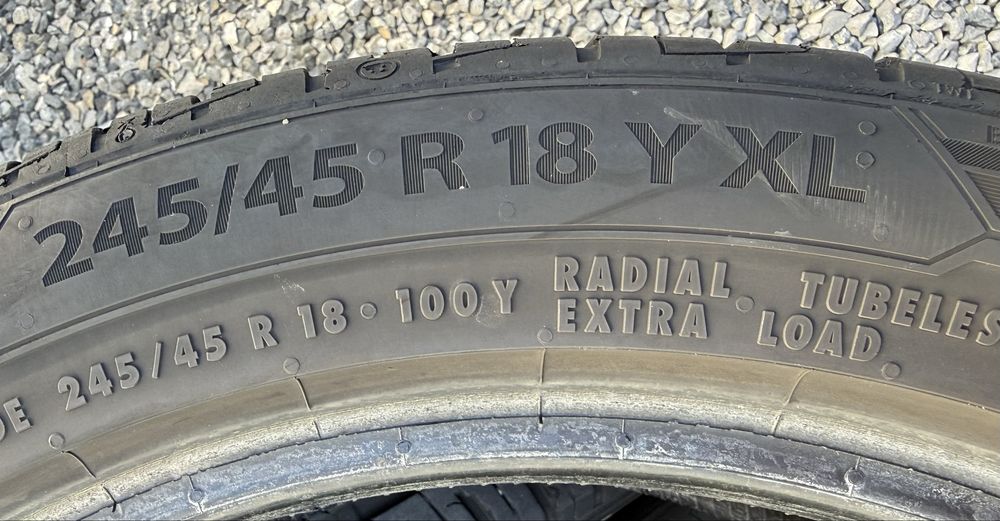 245/45 R 18 Y XL
245/45 R 18 · 100 Y RADIAL TUBELES
EXTRA LOAD